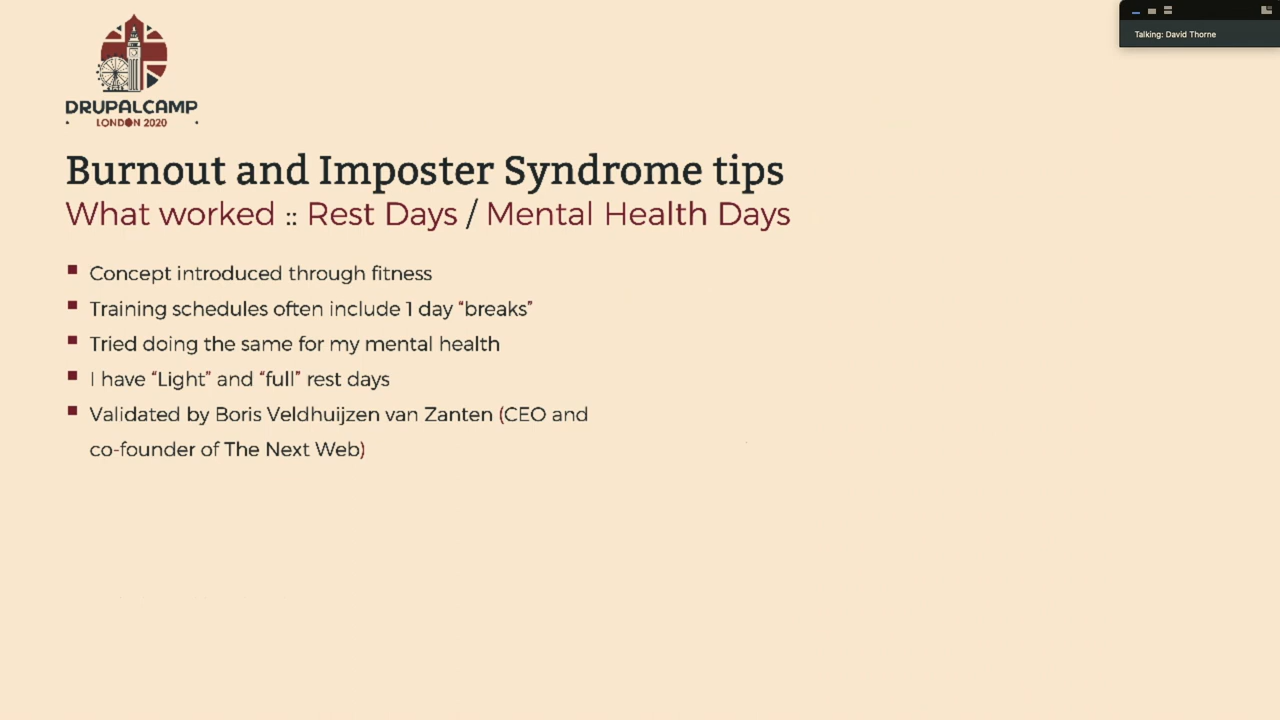 Talking: David Thorne
DRUPALCAMP
LONDON 2020
Burnout and Imposter Syndrome tips
What worked :: Rest Days / Mental Health Days
Concept introduced through fitness
Training schedules often include 1 day “breaks”
Tried doing the same for my mental health
I have “Light” and “full” rest days
Validated by Boris Veldhuijzen van Zanten (CEO and
co-founder of The Next Web)